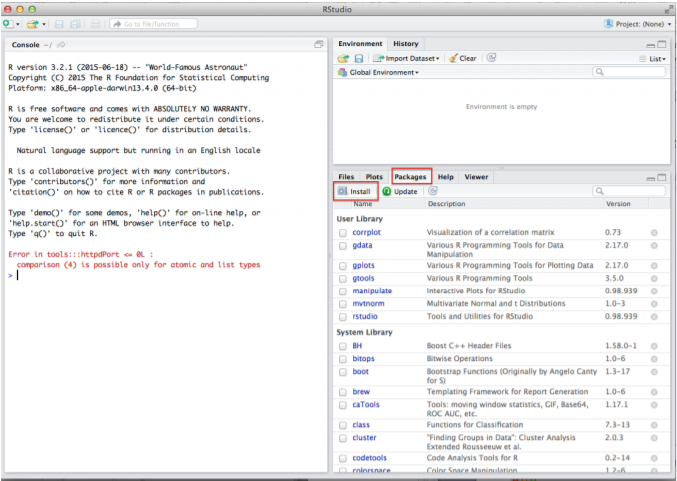 RStudio
Go to file/function
Project: (None)
Console ~/
R version 3.2.1 (2015-06-18) -- "World-Famous Astronaut"
Copyright (C) 2015 The R Foundation for Statistical Computing
Platform: x86_64-apple-darwin13.4.0 (64-bit)
R is free software and comes with ABSOLUTELY NO WARRANTY.
You are welcome to redistribute it under certain conditions.
Type 'license()' or 'licence()' for distribution details.
Natural language support but running in an English locale
R is a collaborative project with many contributors.
Type 'contributors()' for more information and
'citation()' on how to cite R or R packages in publications.
Type 'demo()' for some demos, 'help()' for on-line help, or
'help.start()' for an HTML browser interface to help.
Type 'q()' to quit R.
Error in tools:::httpdPort <= 0L :
comparison (4) is possible only for atomic and list types
>
Environment History
Import Dataset Clear List
Global Environment
Environment is empty
Files Plots Packages Help Viewer
Install Update
Name Description Version
User Library
corrplot Visualization of a correlation matrix 0.73
gdata Various R Programming Tools for Data Manipulation 2.17.0
gplots Various R Programming Tools for Plotting Data 2.17.0
gtools Various R Programming Tools 3.5.0
manipulate Interactive Plots for RStudio 0.98.939
mvtnorm Multivariate Normal and t Distributions 1.0-3
rstudio Tools and Utilities for RStudio 0.98.939
System Library
BH Boost C++ Header Files 1.58.0-1
bitops Bitwise Operations 1.0-6
boot Bootstrap Functions (Originally by Angelo Canty for S) 1.3-17
brew Templating Framework for Report Generation 1.0-6
caTools Tools: moving window statistics, GIF, Base64, ROC AUC, etc. 1.17.1
class Functions for Classification 7.3-13
cluster "Finding Groups in Data": Cluster Analysis Extended Rousseeuw et al. 2.0.3
codetools Code Analysis Tools for R 0.2-14
colorspace Color Space Manipulation 1.2-6